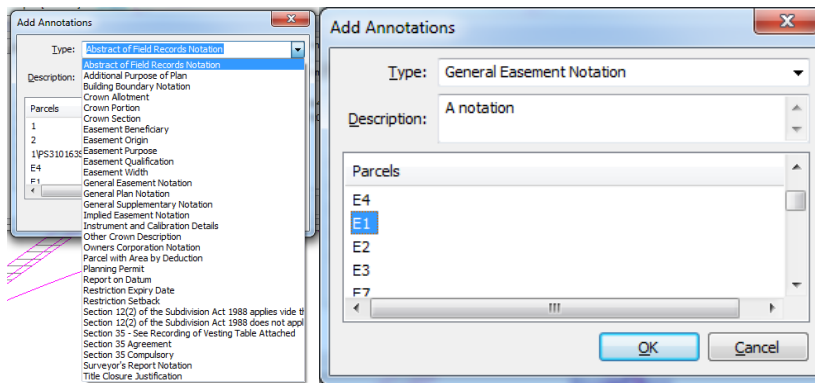 Add Annotations
Type: Abstract of Field Records Notation
Abstract of Field Records Notation
Additional Purpose of Plan
Building Boundary Notation
Crown Allotment
Crown Portion
Crown Section
Easement Beneficiary
Easement Origin
Easement Purpose
Easement Qualification
Easement Width
General Easement Notation
General Plan Notation
General Supplementary Notation
Implied Easement Notation
Instrument and Calibration Details
Other Crown Description
Owners Corporation Notation
Parcel with Area by Deduction
Planning Permit
Report on Datum
Restriction Expiry Date
Restriction Setback
Section 12(2) of the Subdivision Act 1988 applies vide
Section 12(2) of the Subdivision Act 1988 does not appl
Section 35 - See Recording of Vesting Table Attached
Section 35 Agreement
Section 35 Compulsory
Surveyor's Report Notation
Title Closure Justification
Description:
Parcels
1
2
1\PS310163
E4
E1
Add Annotations
Type: General Easement Notation
Description: A notation
Parcels
E4
E1
E2
E3
E7
OK Cancel